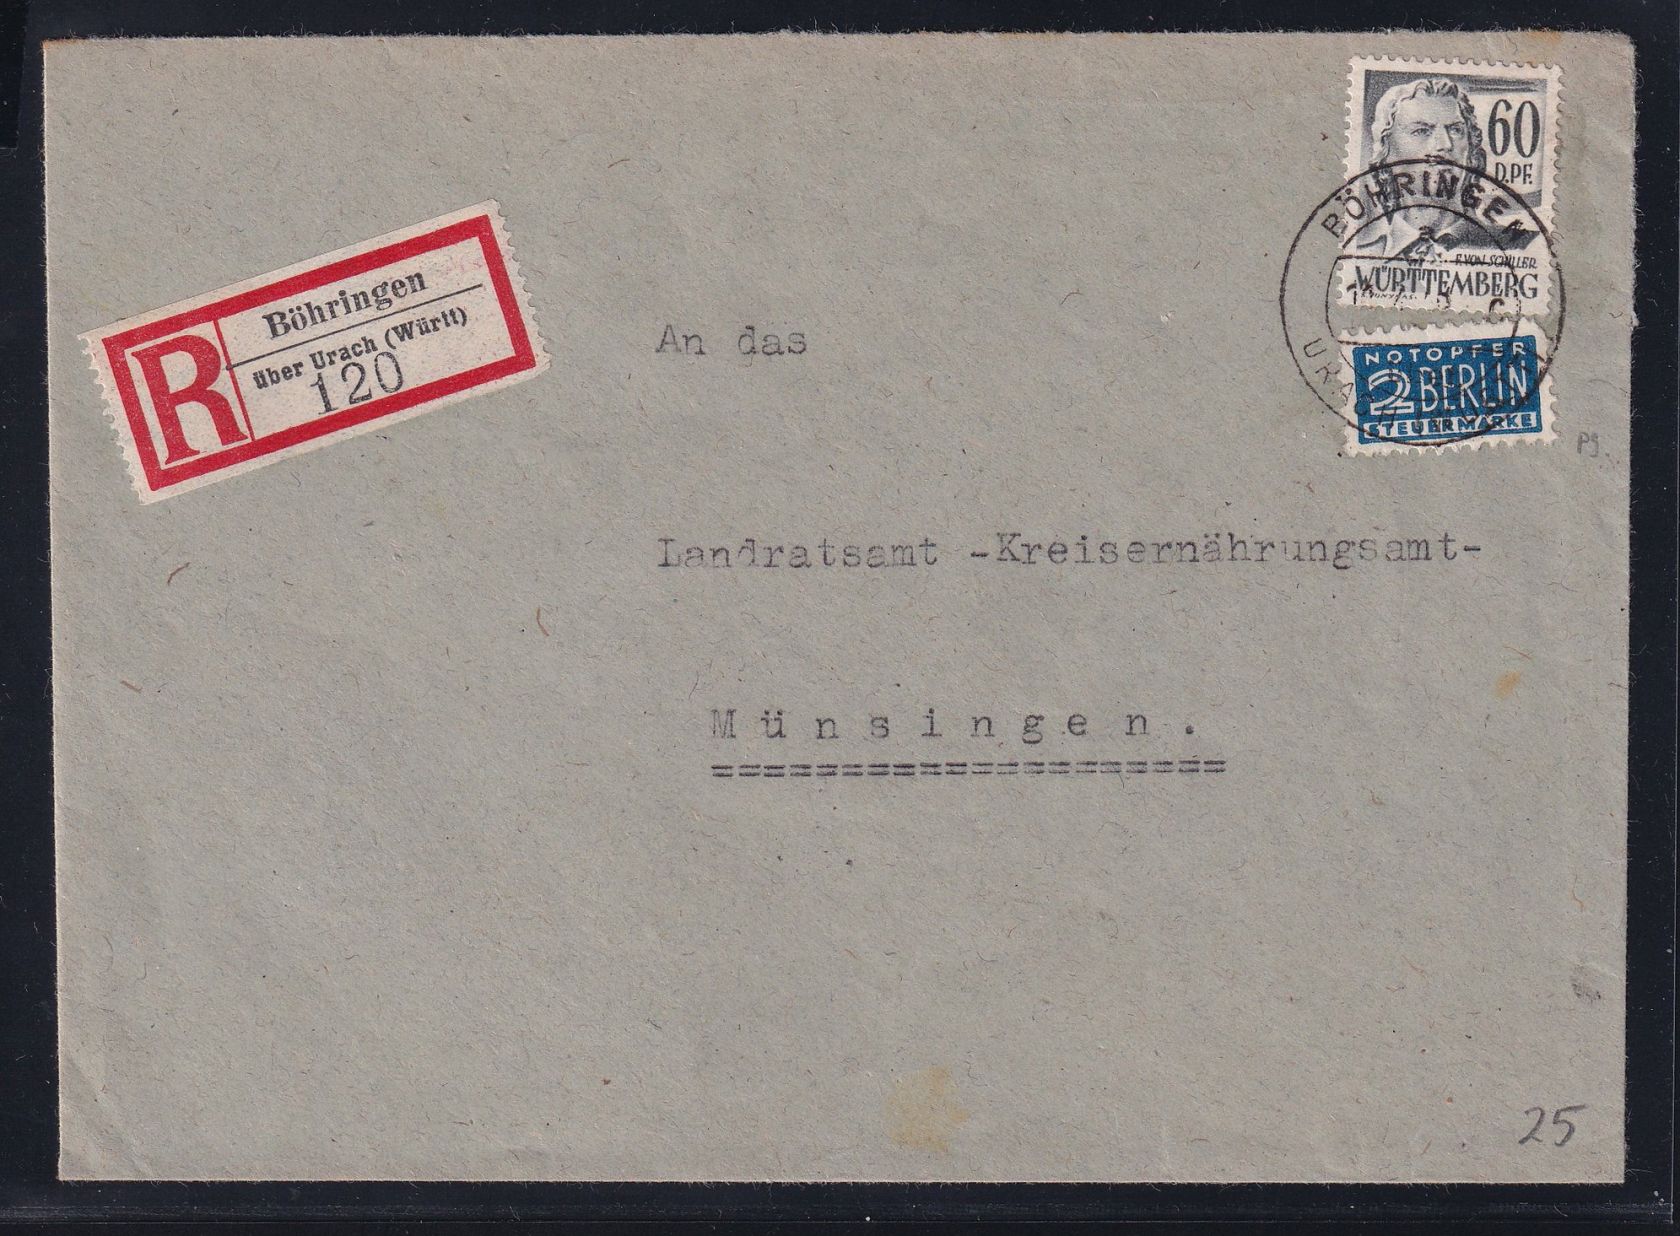 60
D.PF.
F. VON SCHILLER
WÜRTTEMBERG
BÖHRINGEN
a
URACH
NOTOPFER
2 BERLIN
STEUERMARKE
R
Böhringen
über Urach (Württ)
120
An das
Landratsamt -Kreisernährungsamt-
Münsingen.
====================
25